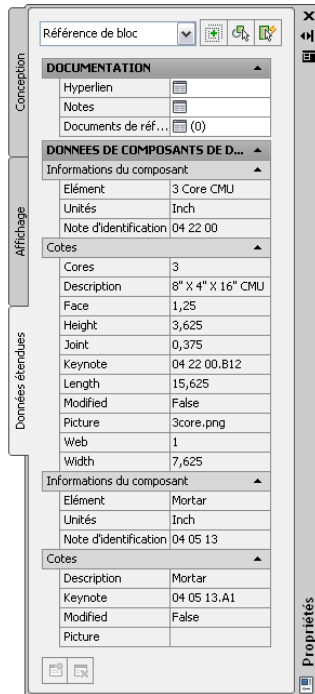 Référence de bloc
DOCUMENTATION
Hyperlien
Notes
Documents de réf... (0)
DONNEES DE COMPOSANTS DE D...
Informations du composant
Elément 3 Core CMU
Unités Inch
Note d'identification 04 22 00
Cotes
Cores 3
Description 8" X 4" X 16" CMU
Face 1,25
Height 3,625
Joint 0,375
Keynote 04 22 00.B12
Length 15,625
Modified False
Picture 3core.png
Web 1
Width 7,625
Informations du composant
Elément Mortar
Unités Inch
Note d'identification 04 05 13
Cotes
Description Mortar
Keynote 04 05 13.A1
Modified False
Picture
Conception
Affichage
Données étendues
Propriétés